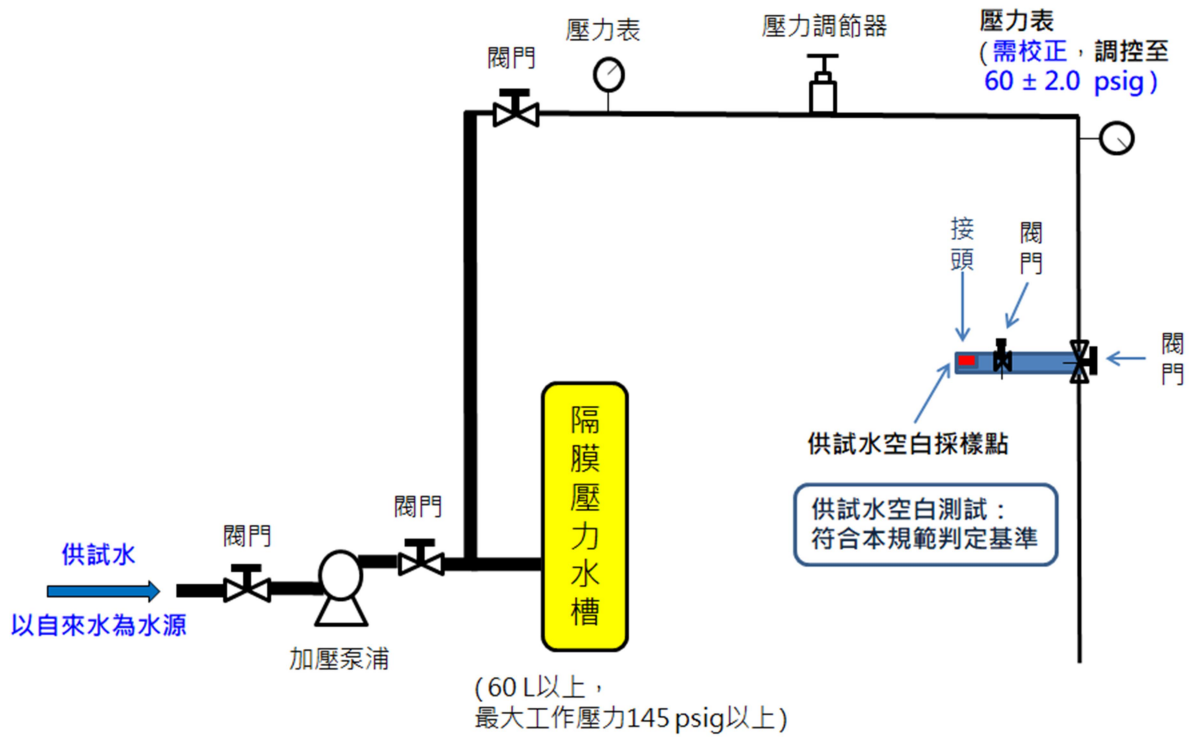 壓力表
(需校正，調控至
60 ± 2.0 psig)
壓力調節器
壓力表
閥門
接頭
閥門
閥門
供試水空白採樣點
供試水空白測試：
符合本規範判定基準
隔膜壓力水槽
閥門
閥門
供試水
以自來水為水源
加壓泵浦
(60 L以上，
最大工作壓力145 psig以上)